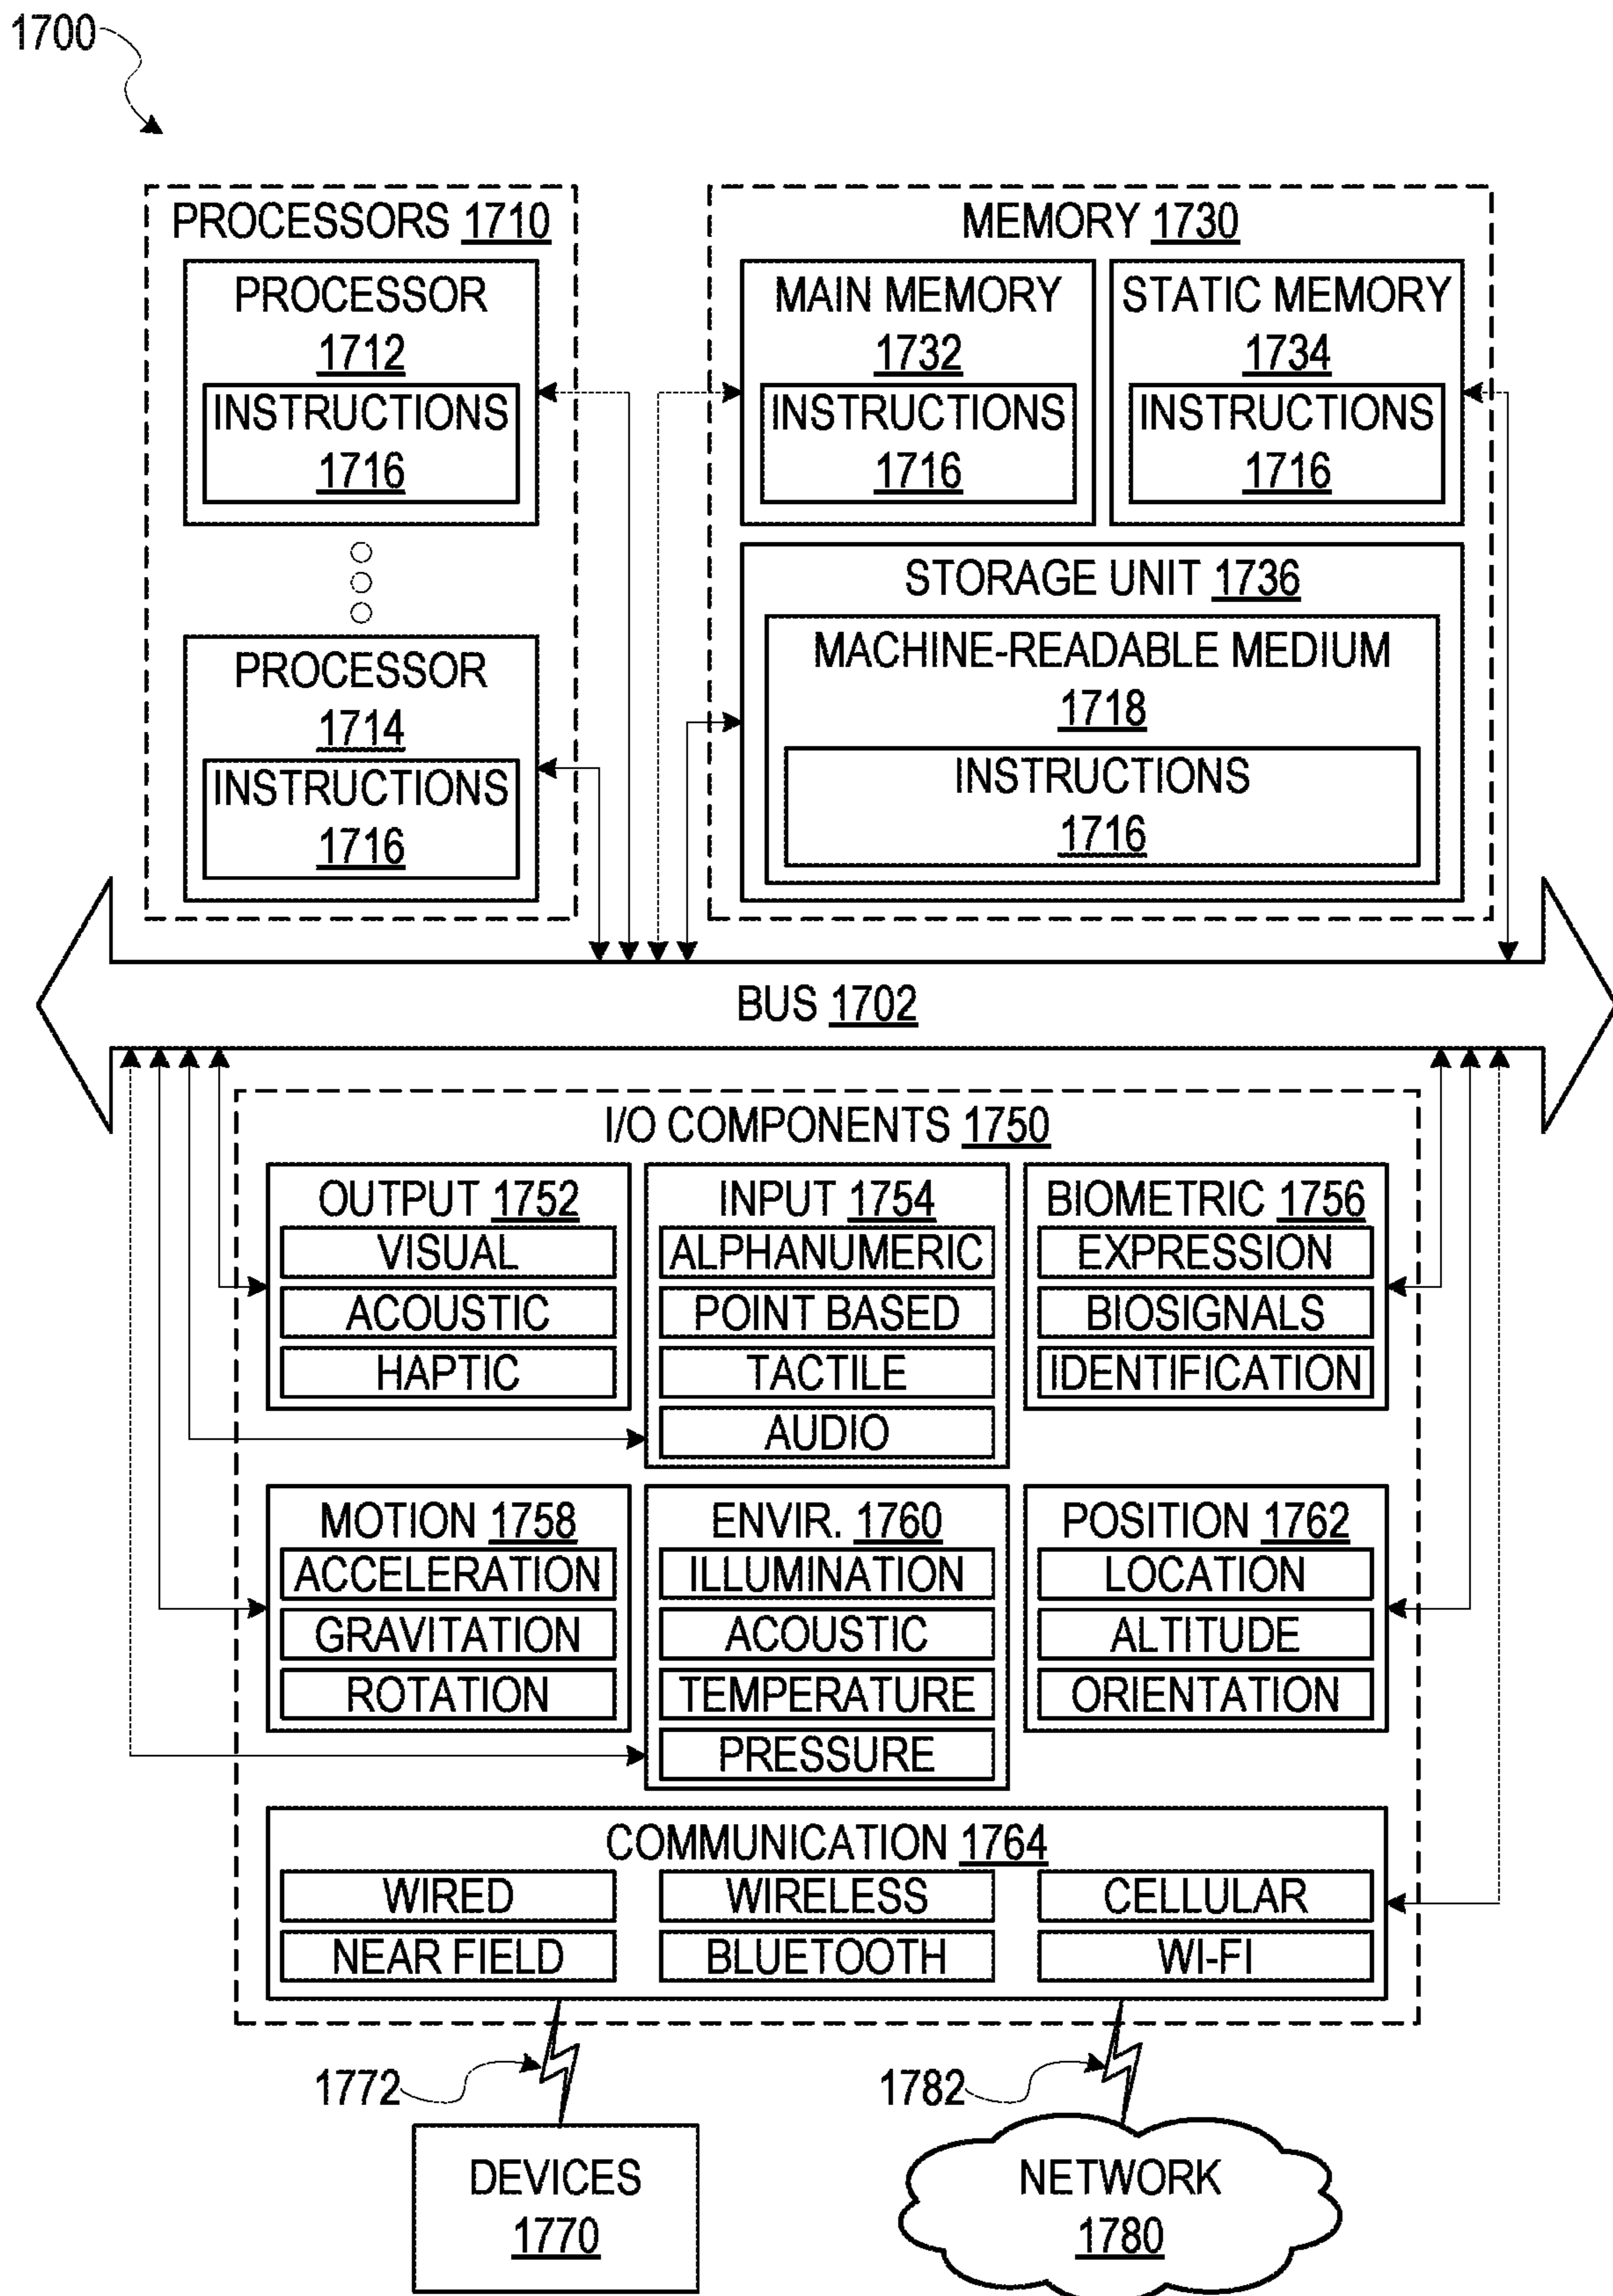 1700
PROCESSORS 1710
PROCESSOR
1712
INSTRUCTIONS
1716
PROCESSOR
1714
INSTRUCTIONS
1716
MEMORY 1730
MAIN MEMORY
1732
INSTRUCTIONS
1716
STATIC MEMORY
1734
INSTRUCTIONS
1716
STORAGE UNIT 1736
MACHINE-READABLE MEDIUM
1718
INSTRUCTIONS
1716
BUS 1702
I/O COMPONENTS 1750
OUTPUT 1752
VISUAL
ACOUSTIC
HAPTIC
INPUT 1754
ALPHANUMERIC
POINT BASED
TACTILE
AUDIO
BIOMETRIC 1756
EXPRESSION
BIOSIGNALS
IDENTIFICATION
MOTION 1758
ACCELERATION
GRAVITATION
ROTATION
ENVIR. 1760
ILLUMINATION
ACOUSTIC
TEMPERATURE
PRESSURE
POSITION 1762
LOCATION
ALTITUDE
ORIENTATION
COMMUNICATION 1764
WIRED
WIRELESS
CELLULAR
NEAR FIELD
BLUETOOTH
WI-FI
1772
1782
DEVICES
1770
NETWORK
1780